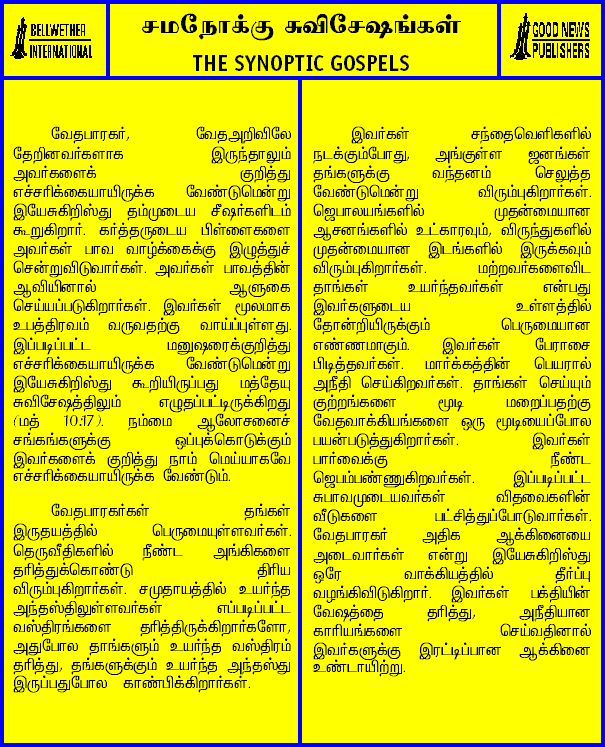 BELLWETHER
INTERNATIONAL
சமநோக்கு சுவிசேஷங்கள்
THE SYNOPTIC GOSPELS
GOOD NEWS
PUBLISHERS
வேதபாரகர், வேதஅறிவிலே
தேறினவர்களாக இருந்தாலும்
அவர்களைக் குறித்து
எச்சரிக்கையாயிருக்க வேண்டுமென்று
இயேசுகிறிஸ்து தம்முடைய சீஷர்களிடம்
கூறுகிறார். கர்த்தருடைய பிள்ளைகளை
அவர்கள் பாவ வாழ்க்கைக்கு இழுத்துச்
சென்றுவிடுவார்கள். அவர்கள் பாவத்தின்
ஆவியினால் ஆளுகை
செய்யப்படுகிறார்கள். இவர்கள் மூலமாக
உபத்திரவம் வருவதற்கு வாய்ப்புள்ளது.
இப்படிப்பட்ட மனுஷரைக்குறித்து
எச்சரிக்கையாயிருக்க வேண்டுமென்று
இயேசுகிறிஸ்து கூறியிருப்பது மத்தேயு
சுவிசேஷத்திலும் எழுதப்பட்டிருக்கிறது
(மத் 10:17). நம்மை ஆலோசனைச்
சங்கங்களுக்கு ஒப்புக்கொடுக்கும்
இவர்களைக் குறித்து நாம் மெய்யாகவே
எச்சரிக்கையாயிருக்க வேண்டும்.
வேதபாரகர்கள் தங்கள்
இருதயத்தில் பெருமையுள்ளவர்கள்.
தெருவீதிகளில் நீண்ட அங்கிகளை
தரித்துக்கொண்டு திரிய
விரும்புகிறார்கள். சமுதாயத்தில் உயர்ந்த
அந்தஸ்திலுள்ளவர்கள் எப்படிப்பட்ட
வஸ்திரங்களை தரித்திருக்கிறார்களோ,
அதுபோல தாங்களும் உயர்ந்த வஸ்திரம்
தரித்து, தங்களுக்கும் உயர்ந்த அந்தஸ்து
இருப்பதுபோல காண்பிக்கிறார்கள்.
இவர்கள் சந்தைவெளிகளில்
நடக்கும்போது, அங்குள்ள ஜனங்கள்
தங்களுக்கு வந்தனம் செலுத்த
வேண்டுமென்று விரும்புகிறார்கள்.
ஜெபாலயங்களில் முதன்மையான
ஆசனங்களில் உட்காரவும், விருந்துகளில்
முதன்மையான இடங்களில் இருக்கவும்
விரும்புகிறார்கள். மற்றவர்களைவிட
தாங்கள் உயர்ந்தவர்கள் என்பது
இவர்களுடைய உள்ளத்தில்
தோன்றியிருக்கும் பெருமையான
எண்ணமாகும். இவர்கள் பேராசை
பிடித்தவர்கள். மார்க்கத்தின் பெயரால்
அநீதி செய்கிறவர்கள். தாங்கள் செய்யும்
குற்றங்களை மூடி மறைப்பதற்கு
வேதவாக்கியங்களை ஒரு மூடியைப்போல
பயன்படுத்துகிறார்கள். இவர்கள்
பார்வைக்கு நீண்ட
ஜெபம்பண்ணுகிறவர்கள். இப்படிப்பட்ட
சுபாவமுடையவர்கள் விதவைகளின்
வீடுகளை பட்சித்துப்போடுவார்கள்.
வேதபாரகர் அதிக ஆக்கினையை
அடைவார்கள் என்று இயேசுகிறிஸ்து
ஒரே வாக்கியத்தில் தீர்ப்பு
வழங்கிவிடுகிறார். இவர்கள் பக்தியின்
வேஷத்தை தரித்து, அநீதியான
காரியங்களை செய்வதினால்
இவர்களுக்கு இரட்டிப்பான ஆக்கினை
உண்டாயிற்று.